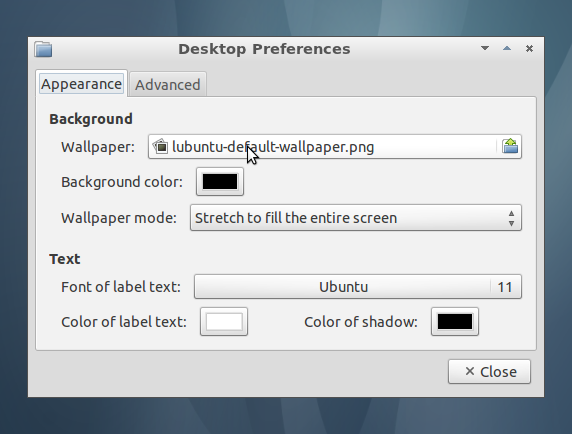 Desktop Preferences
Appearance Advanced
Background
Wallpaper: lubuntu-default-wallpaper.png
Background color:
Wallpaper mode: Stretch to fill the entire screen
Text
Font of label text: Ubuntu 11
Color of label text: Color of shadow:
Close